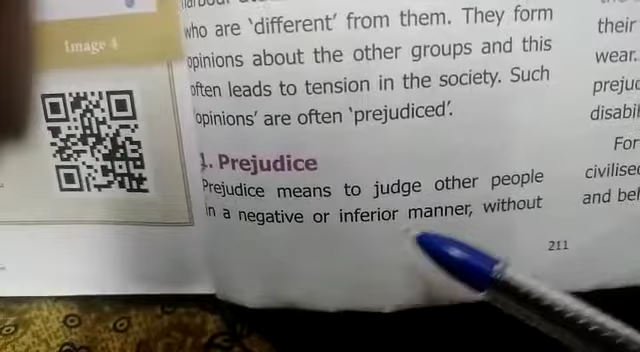 Image 4
who are 'different' from them. They form
opinions about the other groups and this
often leads to tension in the society. Such
'opinions' are often 'prejudiced'.
1. Prejudice
Prejudice means to judge other people
in a negative or inferior manner, without
211
their
wear.
For
and